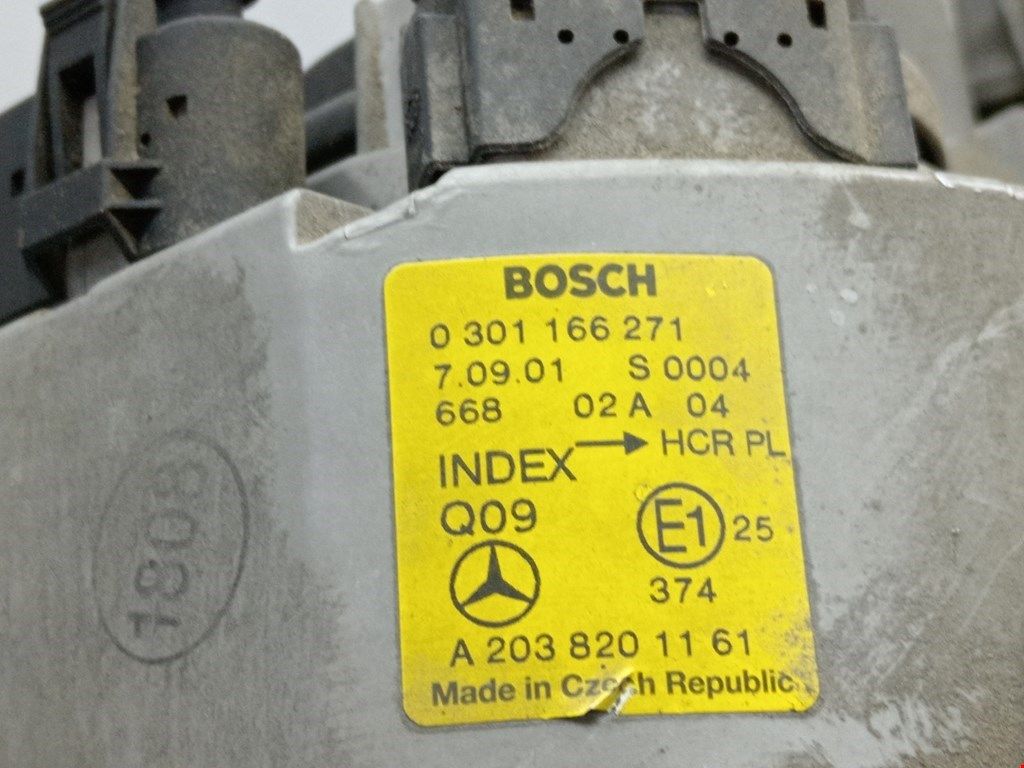 BOSCH
0 301 166 271
7.09.01 S 0004
668 02 A 04
INDEX → HCR PL
Q09
E1 25
374
A 203 820 11 61
Made in Czech Republic
1803